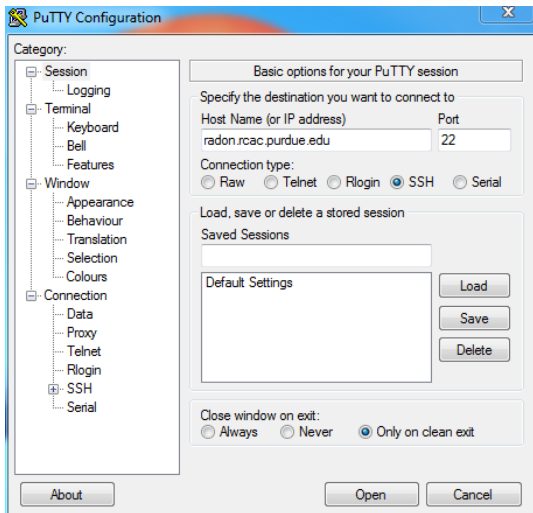 PuTTY Configuration
Category:
Session
Logging
Terminal
Keyboard
Bell
Features
Window
Appearance
Behaviour
Translation
Selection
Colours
Connection
Data
Proxy
Telnet
Rlogin
SSH
Serial
Basic options for your PuTTY session
Specify the destination you want to connect to
Host Name (or IP address) Port
radon.rcac.purdue.edu 22
Connection type:
Raw Telnet Rlogin SSH Serial
Load, save or delete a stored session
Saved Sessions
Default Settings
Load
Save
Delete
Close window on exit:
Always Never Only on clean exit
About Open Cancel